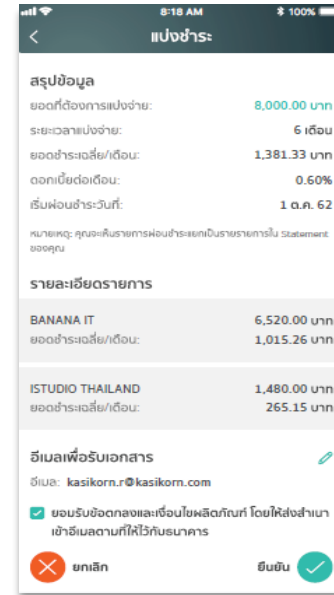 8:18 AM
100%
แบ่งชำระ
สรุปข้อมูล
ยอดที่ต้องการแบ่งจ่าย: 8,000.00 บาท
ระยะเวลาแบ่งจ่าย: 6 เดือน
ยอดชำระเฉลี่ย/เดือน: 1,381.33 บาท
ดอกเบี้ยต่อเดือน: 0.60%
เริ่มผ่อนชำระวันที่: 1 ต.ค. 62
หมายเหตุ: คุณจะเห็นรายการผ่อนชำระแยกเป็นรายรายการใน Statement
ของคุณ
รายละเอียดรายการ
BANANA IT 6,520.00 บาท
ยอดชำระเฉลี่ย/เดือน: 1,015.26 บาท
ISTUDIO THAILAND 1,480.00 บาท
ยอดชำระเฉลี่ย/เดือน: 265.15 บาท
อีเมลเพื่อรับเอกสาร
อีเมล: kasikorn.r@kasikorn.com
ยอมรับข้อตกลงและเงื่อนไขผลิตภัณฑ์ โดยให้ส่งสำเนา
เข้าอีเมลตามที่ให้ไว้กับธนาคาร
ยกเลิก ยืนยัน